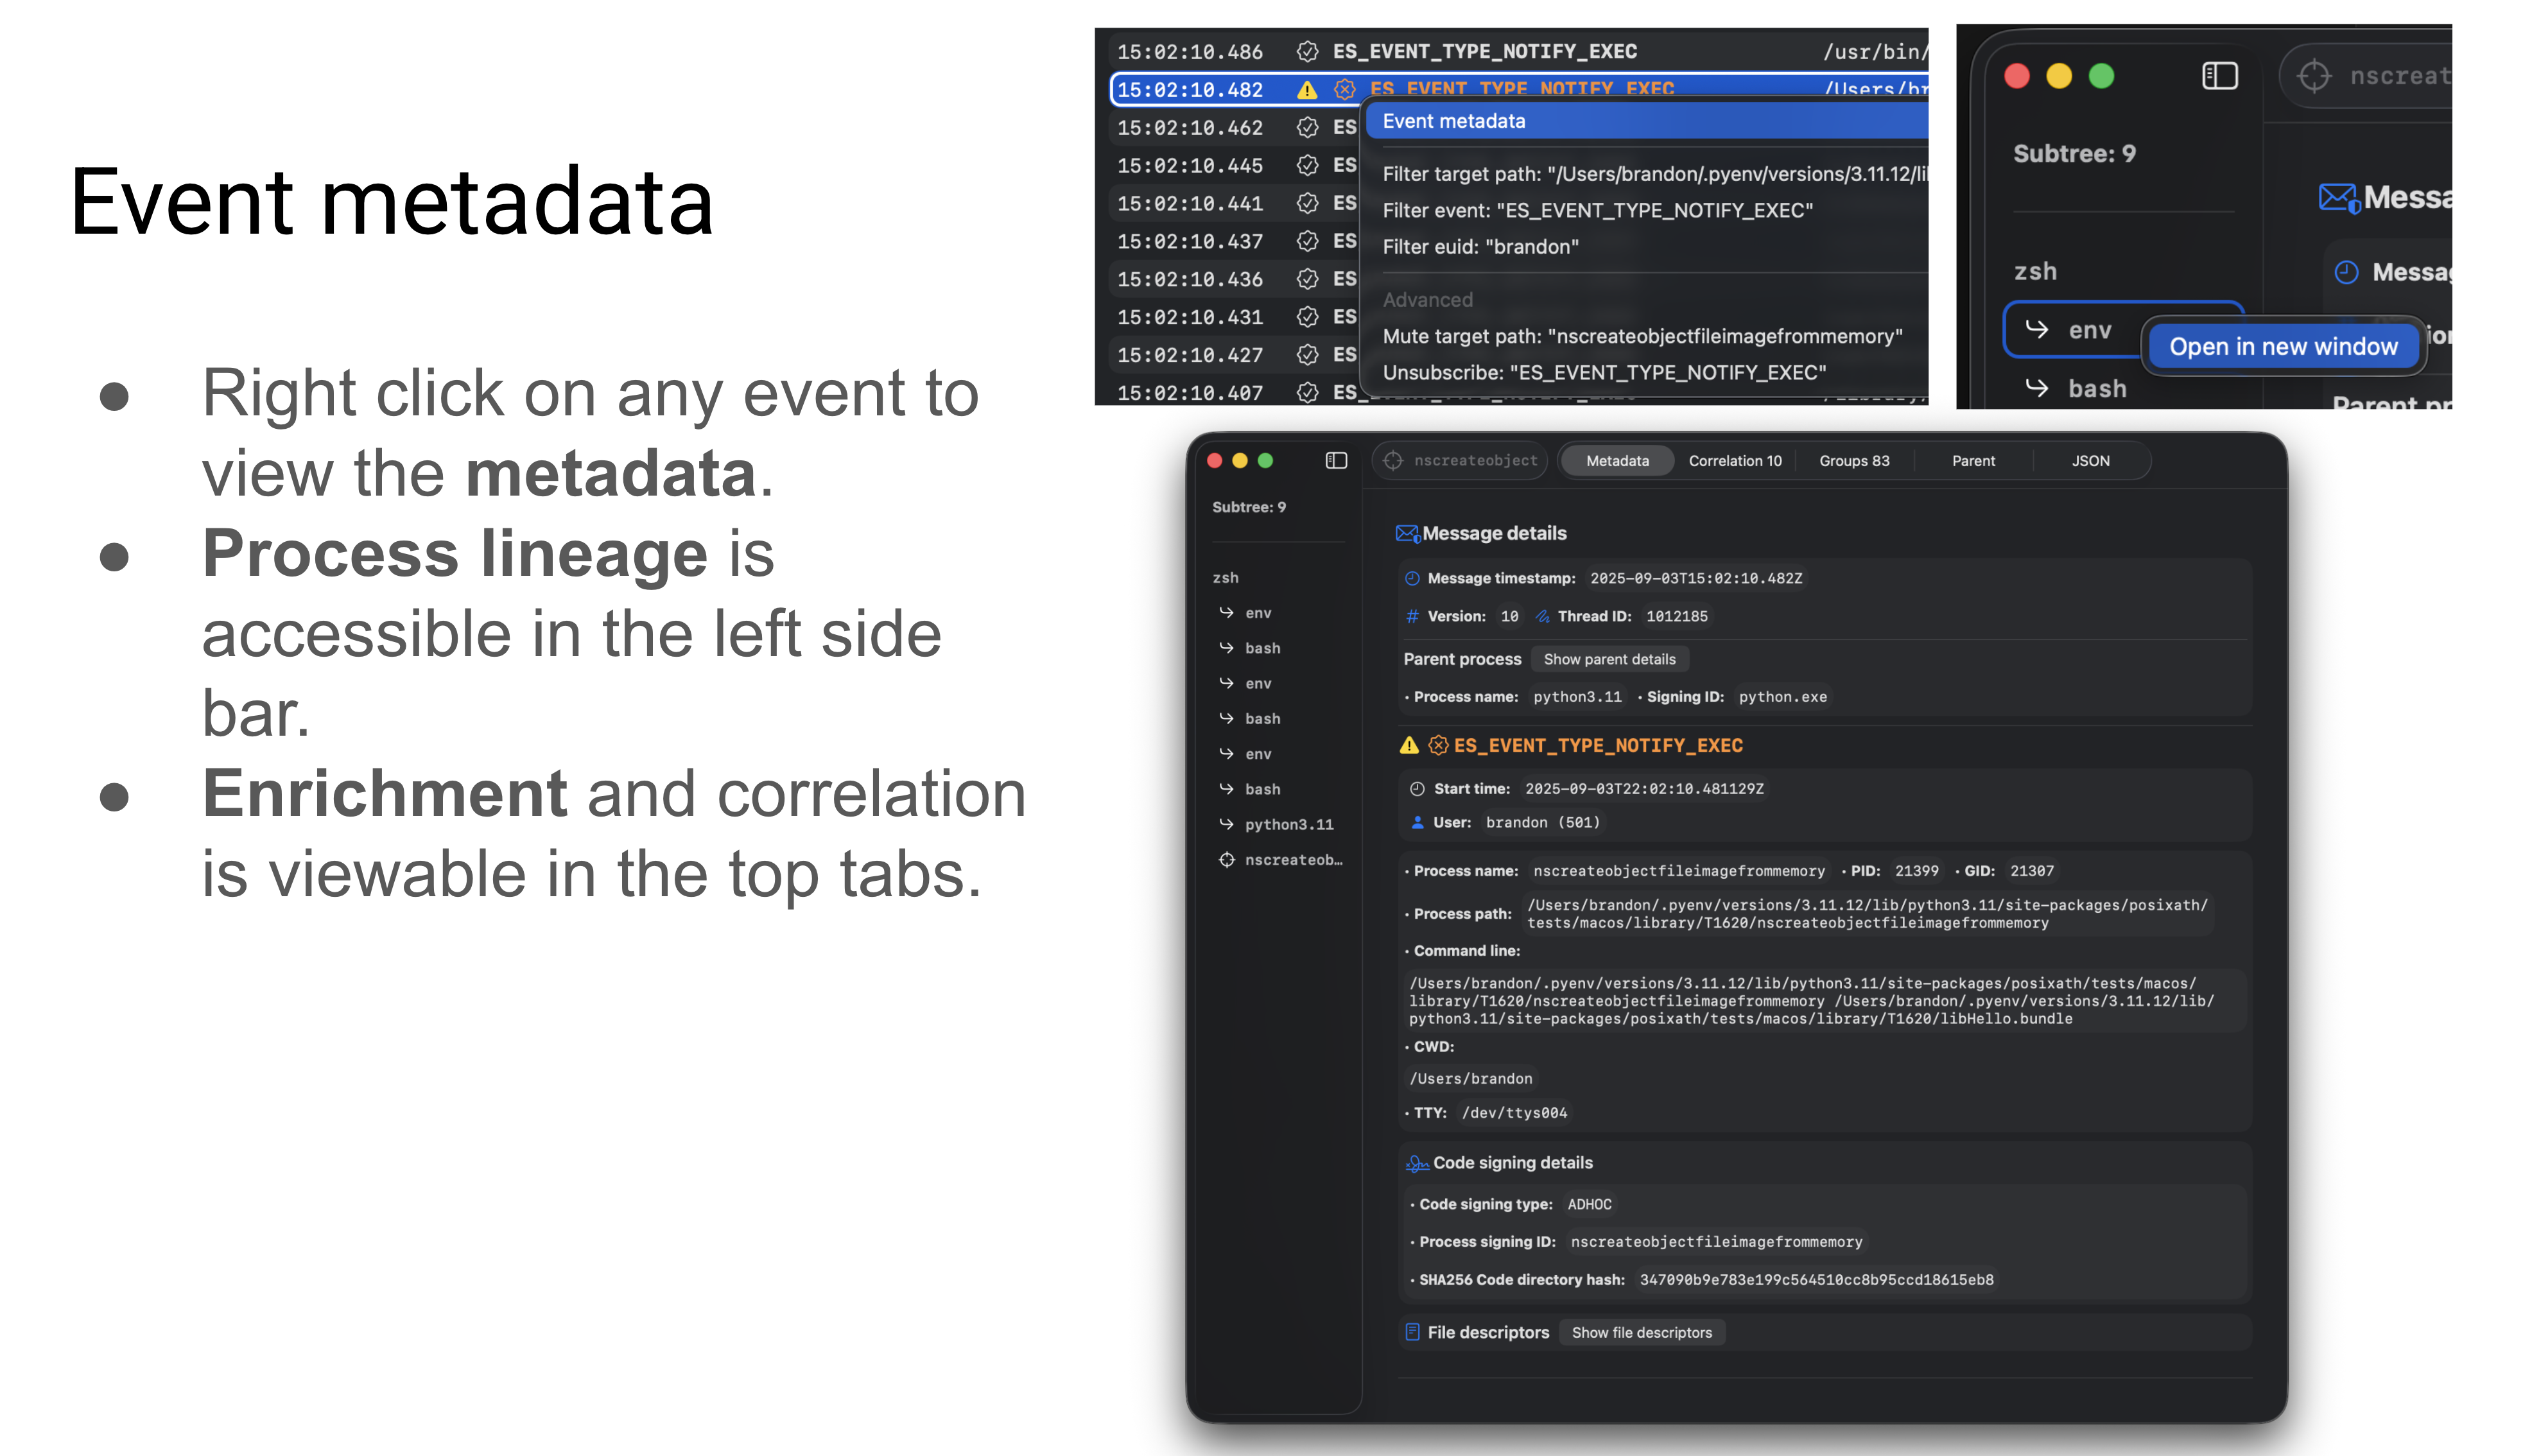 Event metadata
● Right click on any event to
view the metadata.
● Process lineage is
accessible in the left side
bar.
● Enrichment and correlation
is viewable in the top tabs.
15:02:10.486 ES_EVENT_TYPE_NOTIFY_EXEC /usr/bin/
15:02:10.482 ES_EVENT_TYPE_NOTIFY_EXEC /Users/br
15:02:10.462 ES
15:02:10.445 ES
15:02:10.441 ES
15:02:10.437 ES
15:02:10.436 ES
15:02:10.431 ES
15:02:10.427 ES
15:02:10.407 ES_
Event metadata
Filter target path: "/Users/brandon/.pyenv/versions/3.11.12/li
Filter event: "ES_EVENT_TYPE_NOTIFY_EXEC"
Filter euid: "brandon"
Advanced
Mute target path: "nscreateobjectfileimagefrommemory"
Unsubscribe: "ES_EVENT_TYPE_NOTIFY_EXEC"
nscreat
Subtree: 9
Messa
zsh
Messag
env
Open in new window
bash
Parent pr
nscreateobject Metadata Correlation 10 Groups 83 Parent JSON
Subtree: 9
zsh
env
bash
env
bash
env
bash
python3.11
nscreateob…
Message details
Message timestamp: 2025-09-03T15:02:10.482Z
# Version: 10 Thread ID: 1012185
Parent process Show parent details
• Process name: python3.11 • Signing ID: python.exe
ES_EVENT_TYPE_NOTIFY_EXEC
Start time: 2025-09-03T22:02:10.481129Z
User: brandon (501)
• Process name: nscreateobjectfileimagefrommemory • PID: 21399 • GID: 21307
• Process path: /Users/brandon/.pyenv/versions/3.11.12/lib/python3.11/site-packages/posixath/
tests/macos/library/T1620/nscreateobjectfileimagefrommemory
• Command line:
/Users/brandon/.pyenv/versions/3.11.12/lib/python3.11/site-packages/posixath/tests/macos/
library/T1620/nscreateobjectfileimagefrommemory /Users/brandon/.pyenv/versions/3.11.12/lib/
python3.11/site-packages/posixath/tests/macos/library/T1620/libHello.bundle
• CWD:
/Users/brandon
• TTY: /dev/ttys004
Code signing details
• Code signing type: ADHOC
• Process signing ID: nscreateobjectfileimagefrommemory
• SHA256 Code directory hash: 347090b9e783e199c564510cc8b95ccd18615eb8
File descriptors Show file descriptors